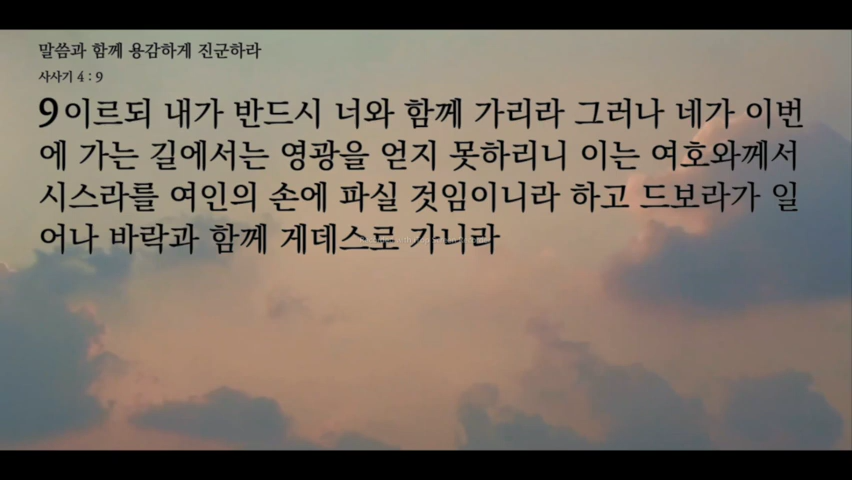 말씀과 함께 용감하게 진군하라
사사기 4 : 9
9 이르되 내가 반드시 너와 함께 가리라 그러나 네가 이번
에 가는 길에서는 영광을 얻지 못하리니 이는 여호와께서
시스라를 여인의 손에 파실 것임이니라 하고 드보라가 일
어나 바락과 함께 게데스로 가니라